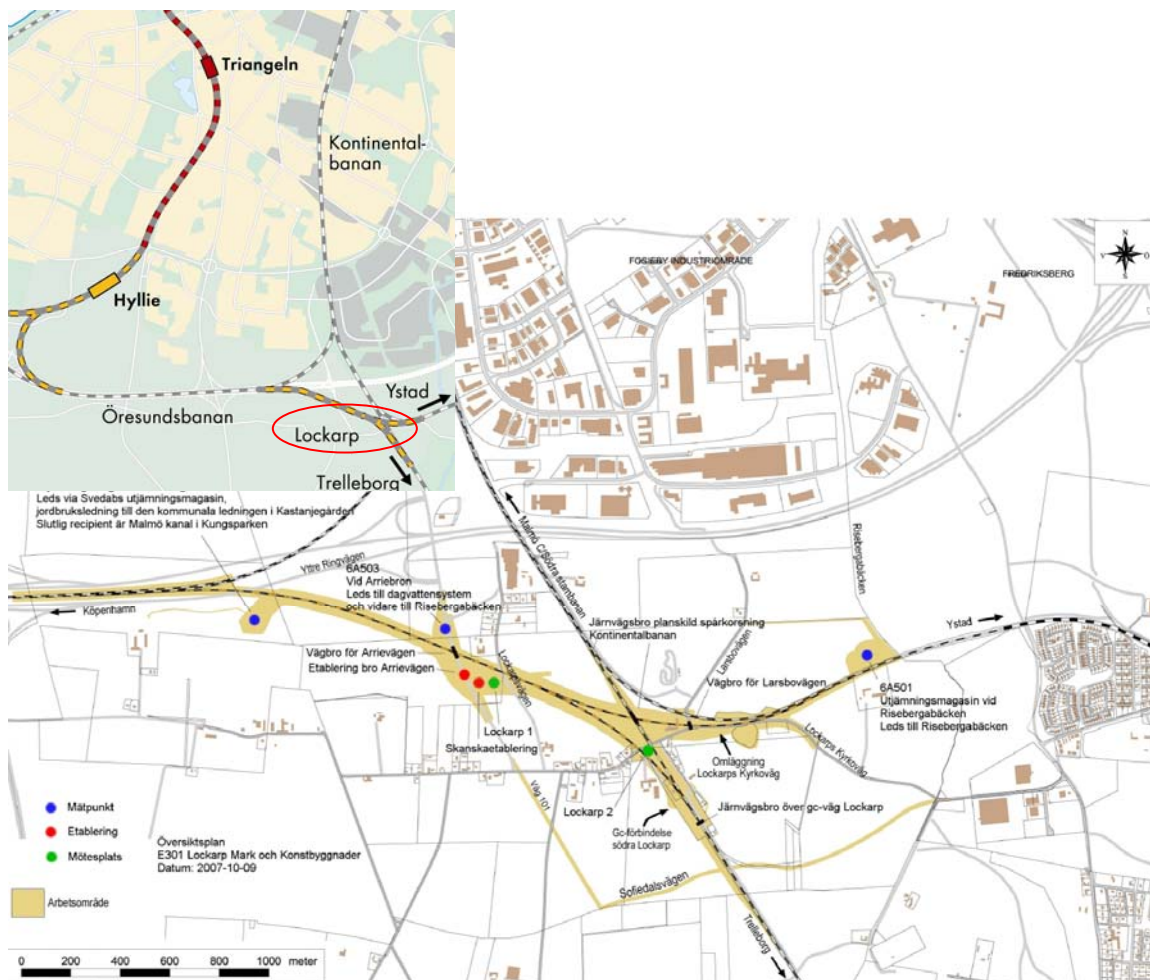 Triangeln
Kontinental-
banan
Hyllie
Öresundsbanan
Ystad
Lockarp
Trelleborg
FOSIEBY INDUSTRIOMRÅDE
FREDRIKSBERG
N
V
O
S
Leds via Svedabs utjämningsmagasin,
jordbruksledning till den kommunala ledningen i Kastanjegården
Slutlig recipient är Malmö kanal i Kungsparken
Yttre Ringvägen
Malmö C/Södra stambanan
Risebergabäcken
6A503
Vid Arriebron
Leds till dagvattensystem
och vidare till Risebergabäcken
Köpenhamn
Järnvägsbro planskild spårkorsning
Kontinentalbanan
Larsbovägen
Ystad
Vägbro för Arrievägen
Etablering bro Arrievägen
Lockarpsvägen
Vägbro för Larsbovägen
6A501
Utjämningsmagasin vid
Risebergabäcken
Leds till Risebergabäcken
Lockarp 1
Skanskaetablering
Omläggning
Lockarps Kyrkoväg
Lockarps Kyrkoväg
Väg 101
Lockarp 2
Järnvägsbro över gc-väg Lockarp
Gc-förbindelse
södra Lockarp
Sofiedalsvägen
Trelleborg
Mätpunkt
Etablering
Mötesplats
Översiktsplan
E301 Lockarp Mark och Konstbyggnader
Datum: 2007-10-09
Arbetsområde
0 200 400 600 800 1000 meter